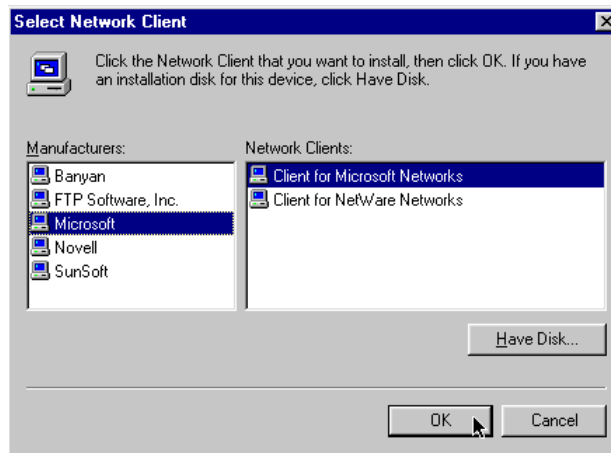 Select Network Client
Click the Network Client that you want to install, then click OK. If you have
an installation disk for this device, click Have Disk.
Manufacturers:
Banyan
FTP Software, Inc.
Microsoft
Novell
SunSoft
Network Clients:
Client for Microsoft Networks
Client for NetWare Networks
Have Disk...
OK
Cancel